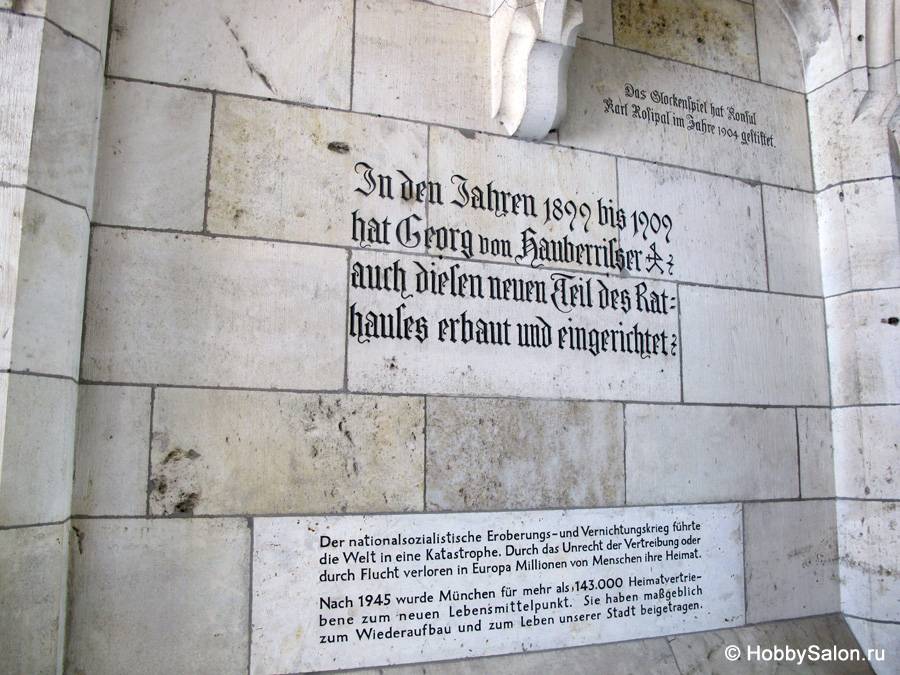 Das Glockenspiel hat Konsul
Karl Rosipal im Jahre 1904 gestiftet.
In den Jahren 1899 bis 1909
hat Georg von Hauberrisser
auch diesen neuen Teil des Rat=
hauses erbaut und eingerichtet
Der nationalsozialistische Eroberungs-und Vernichtungskrieg führte
die Welt in eine Katastrophe. Durch das Unrecht der Vertreibung oder
durch Flucht verloren in Europa Millionen von Menschen ihre Heimat.
Nach 1945 wurde München für mehr als 143.000 Heimatvertrie-
bene zum neuen Lebensmittelpunkt. Sie haben maßgeblich
zum Wiederaufbau und zum Leben unserer Stadt beigetragen.
© HobbySalon.ru